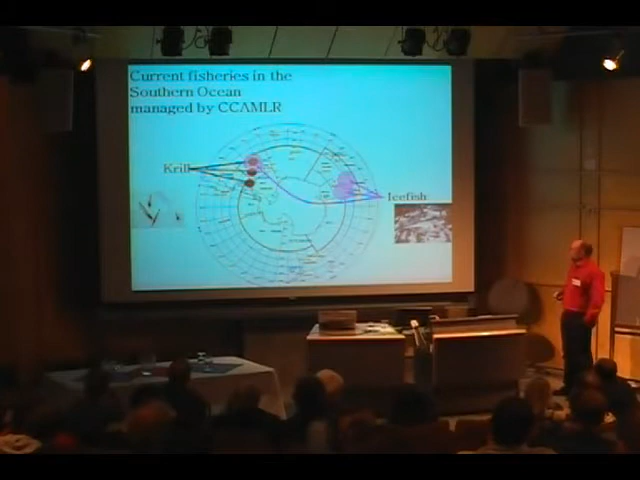 Current fisheries in the
Southern Ocean
managed by CCAMLR
Krill
Icefish